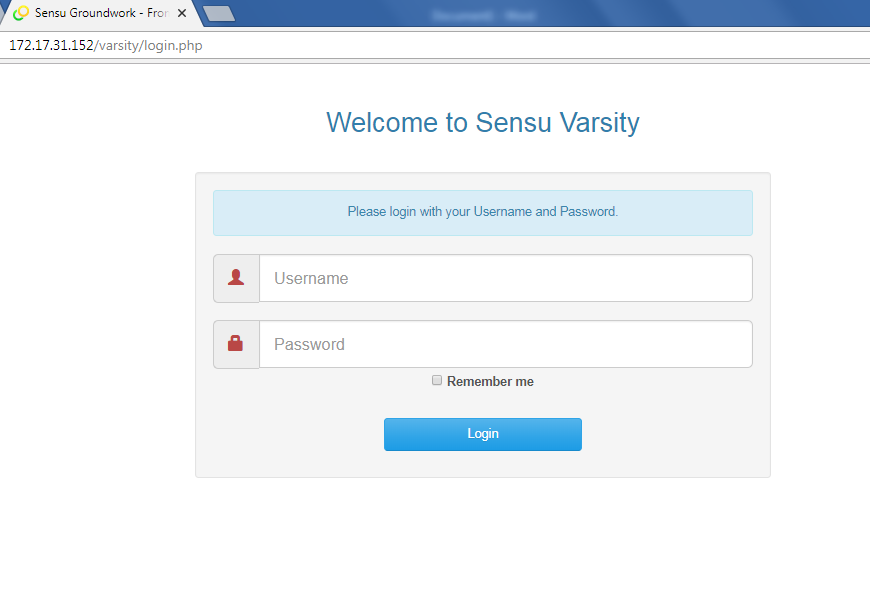 Sensu Groundwork - Fron
172.17.31.152/varsity/login.php
Welcome to Sensu Varsity
Please login with your Username and Password.
Username
Password
Remember me
Login